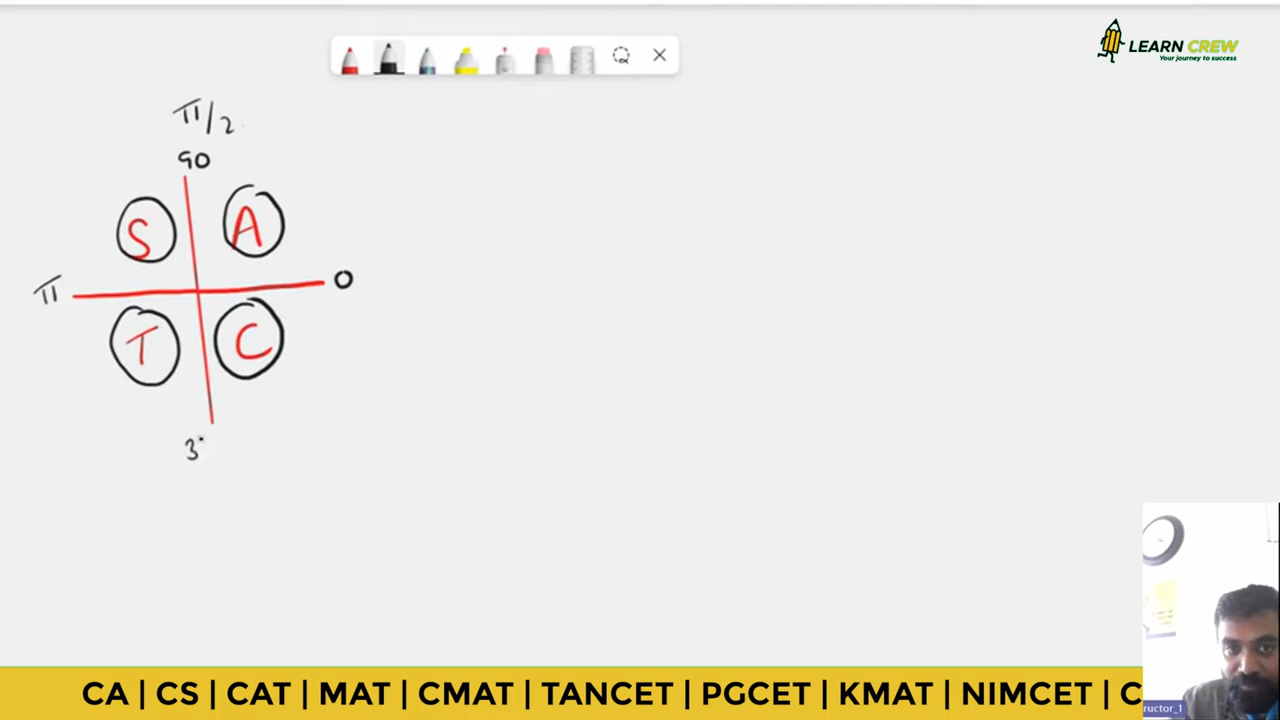 LEARN CREW
Your journey to success
π/2
90
S A
π 0
T C
3
CA | CS | CAT | MAT | CMAT | TANCET | PGCET | KMAT | NIMCET | C
ructor_1